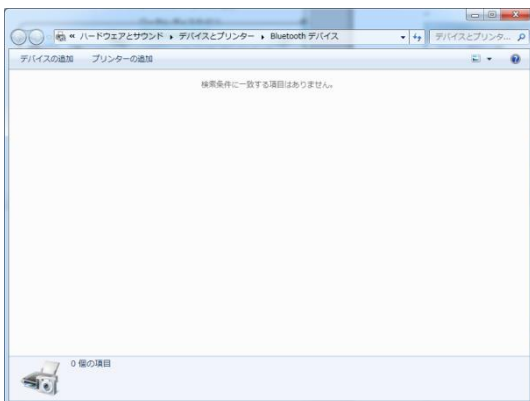 « ハードウェアとサウンド ▸ デバイスとプリンター ▸ Bluetooth デバイス
デバイスとプリンタ...
デバイスの追加 プリンターの追加
検索条件に一致する項目はありません。
0 個の項目